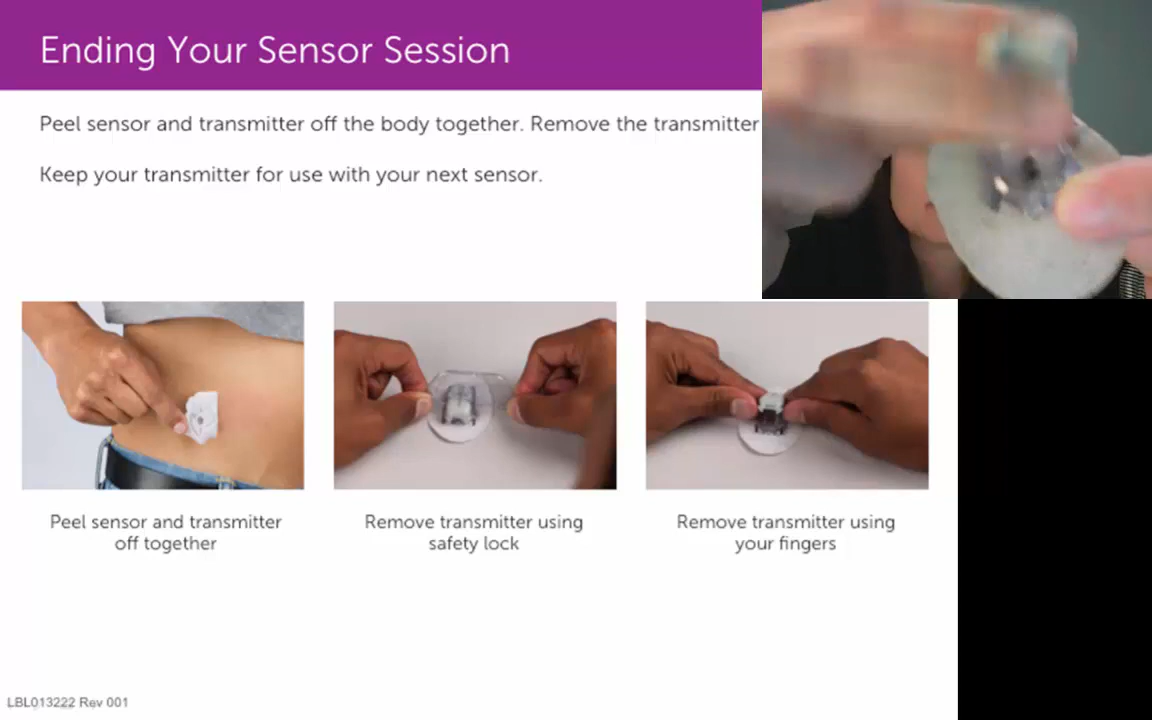 Ending Your Sensor Session
Peel sensor and transmitter off the body together. Remove the transmitter
Keep your transmitter for use with your next sensor.
Peel sensor and transmitter
off together
Remove transmitter using
safety lock
Remove transmitter using
your fingers
LBL013222 Rev 001